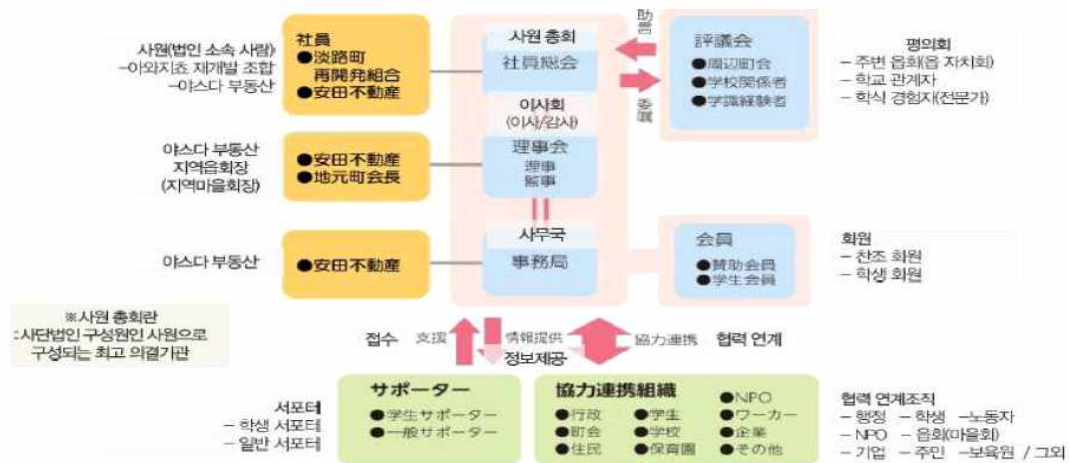 사원(법인 소속 사람)
-아와지쵸 재개발 조합
-야스다 부동산
社員
●淡路町
再開発組合
●安田不動産
사원 총회
社員総会
助言
委嘱
評議会
●周辺町会
●学校関係者
●学識経験者
평의회
- 주변 읍회(읍 자치회)
- 학교 관계자
- 학식 경험자(전문가)
이사회
(이사/감사)
理事会
理事
監事
야스다 부동산
지역읍회장
(지역마을회장)
●安田不動産
●地元町会長
야스다 부동산
●安田不動産
사무국
事務局
会員
●賛助会員
●学生会員
회원
- 찬조 회원
- 학생 회원
※사원 총회란
:사단법인 구성원인 사원으로
구성되는 최고 의결기관
접수
支援
情報提供
정보제공
協力連携
협력 연계
서포터
- 학생 서포터
- 일반 서포터
サポーター
●学生サポーター
●一般サポーター
協力連携組織
●行政
●町会
●住民
●学生
●学校
●保育園
●NPO
●ワーカー
●企業
●その他
협력 연계조직
- 행정 - 학생 -노동자
-NPO - 읍회(마을회)
- 기업 - 주민 -보육원 / 그외